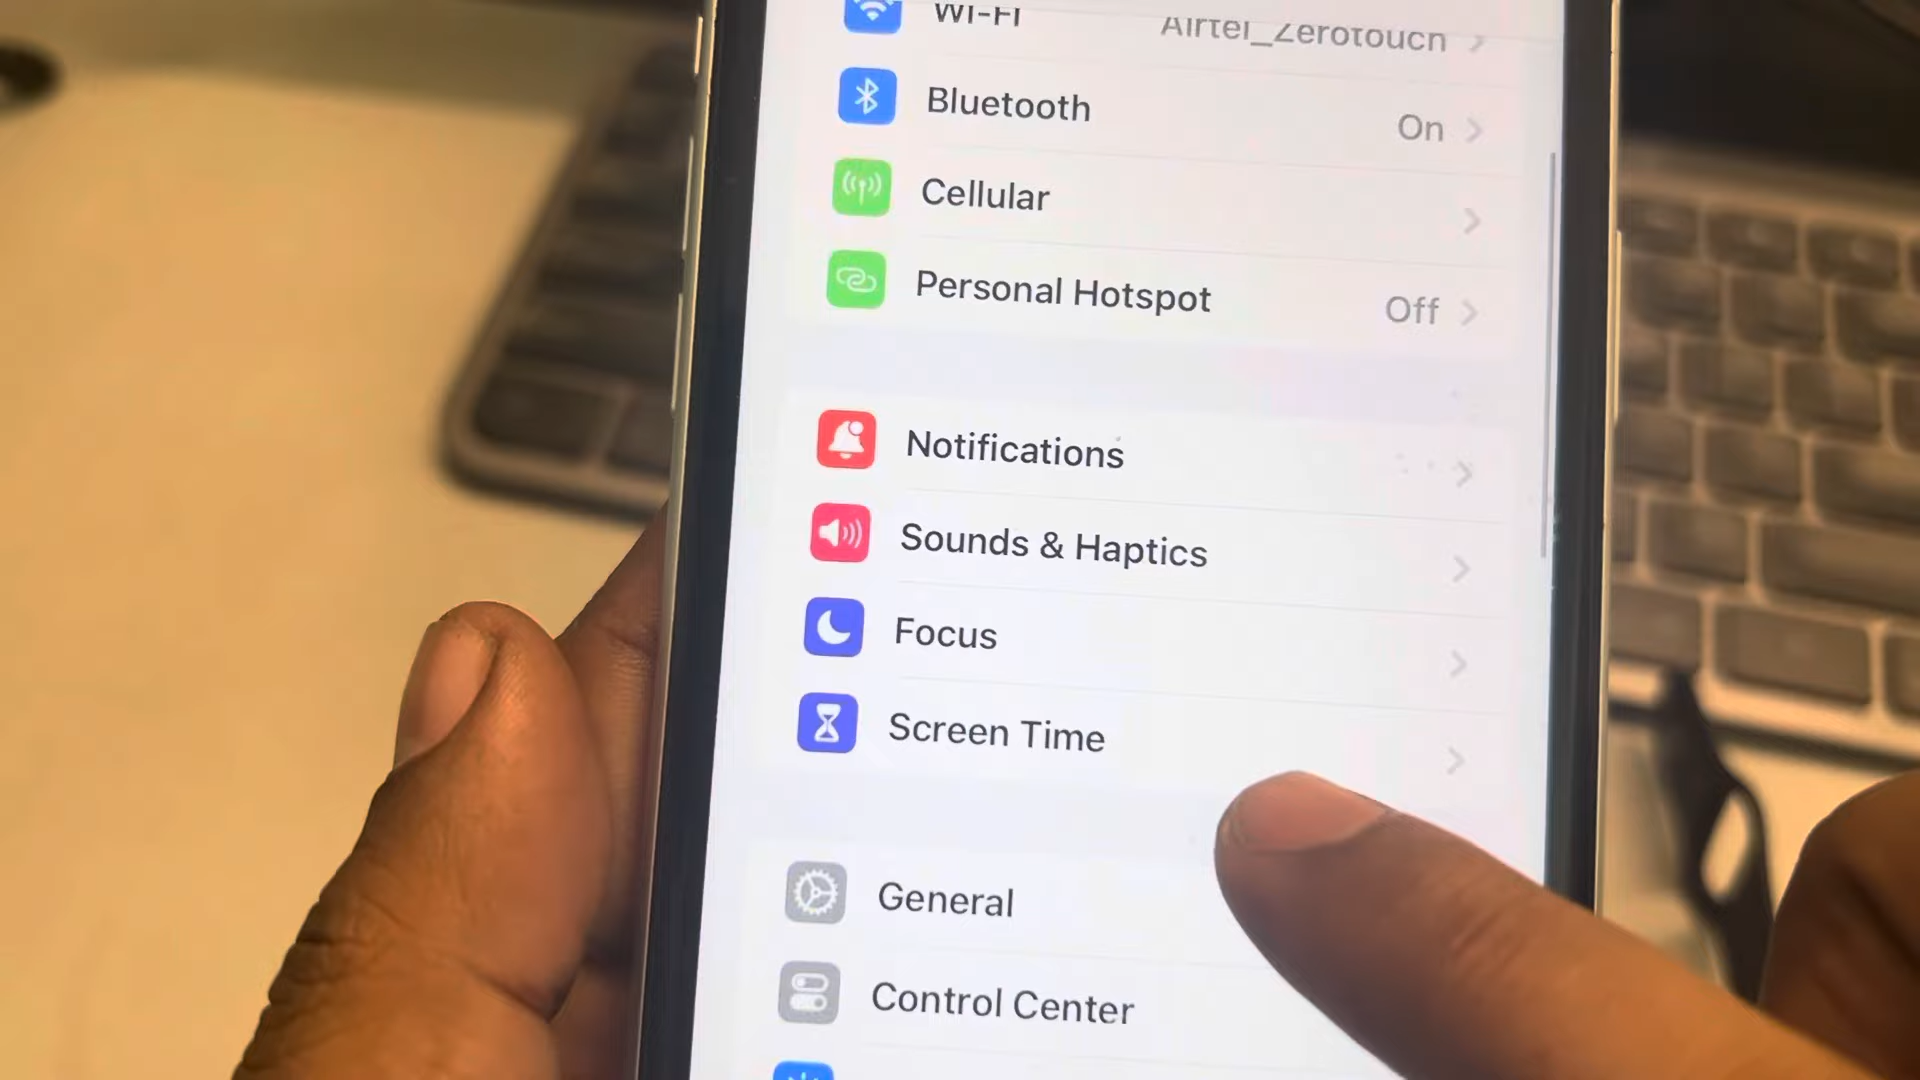 Wi-Fi Airtel_Zerotouch
Bluetooth On
Cellular
Personal Hotspot Off
Notifications
Sounds & Haptics
Focus
Screen Time
General
Control Center